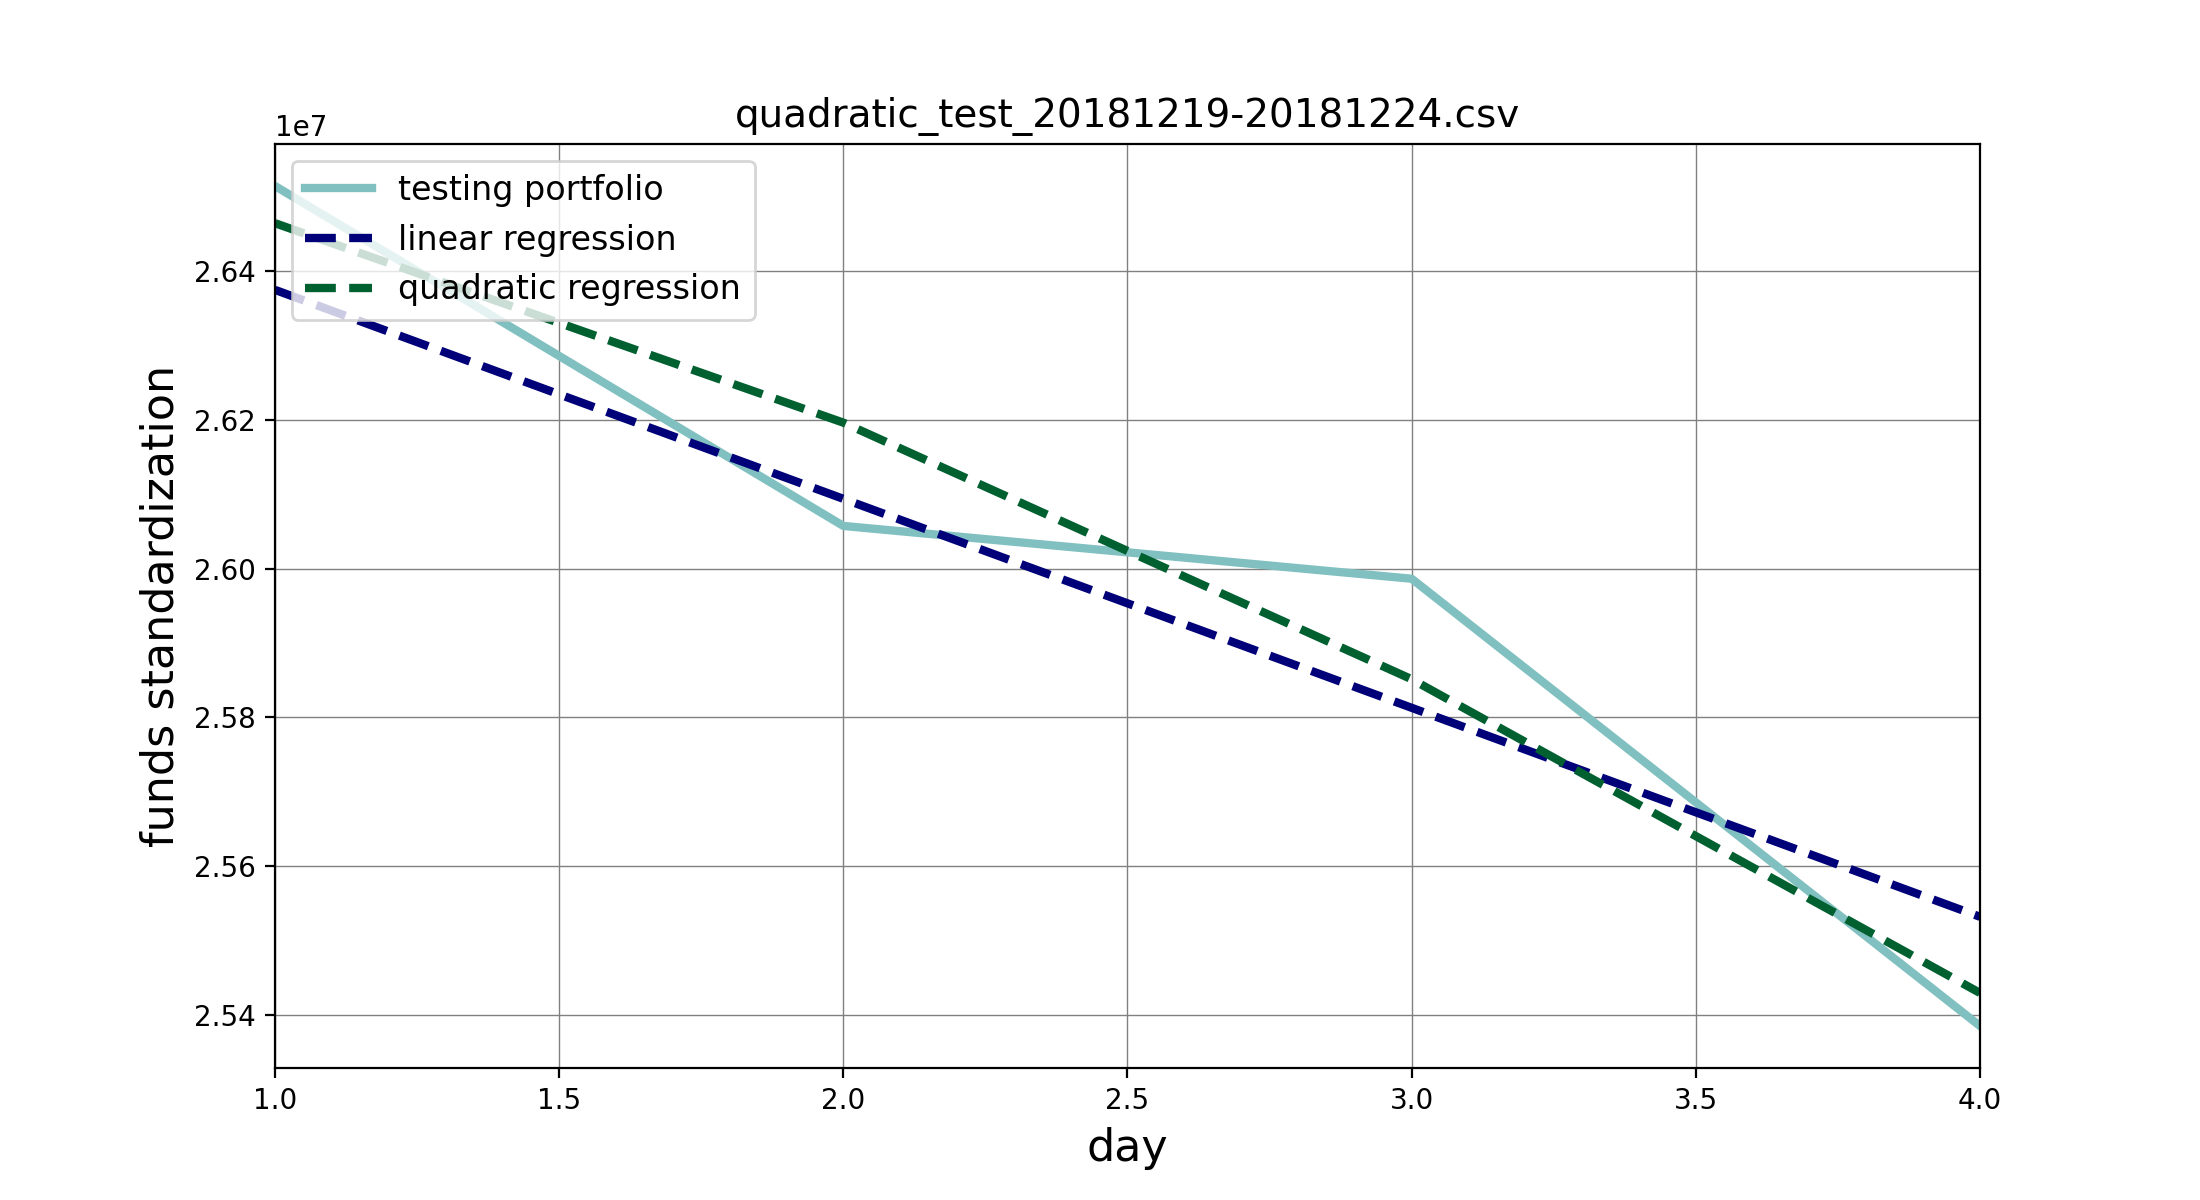 quadratic_test_20181219-20181224.csv
1e7
testing portfolio
linear regression
quadratic regression
2.64
2.62
2.60
2.58
2.56
2.54
funds standardization
1.0 1.5 2.0 2.5 3.0 3.5 4.0
day